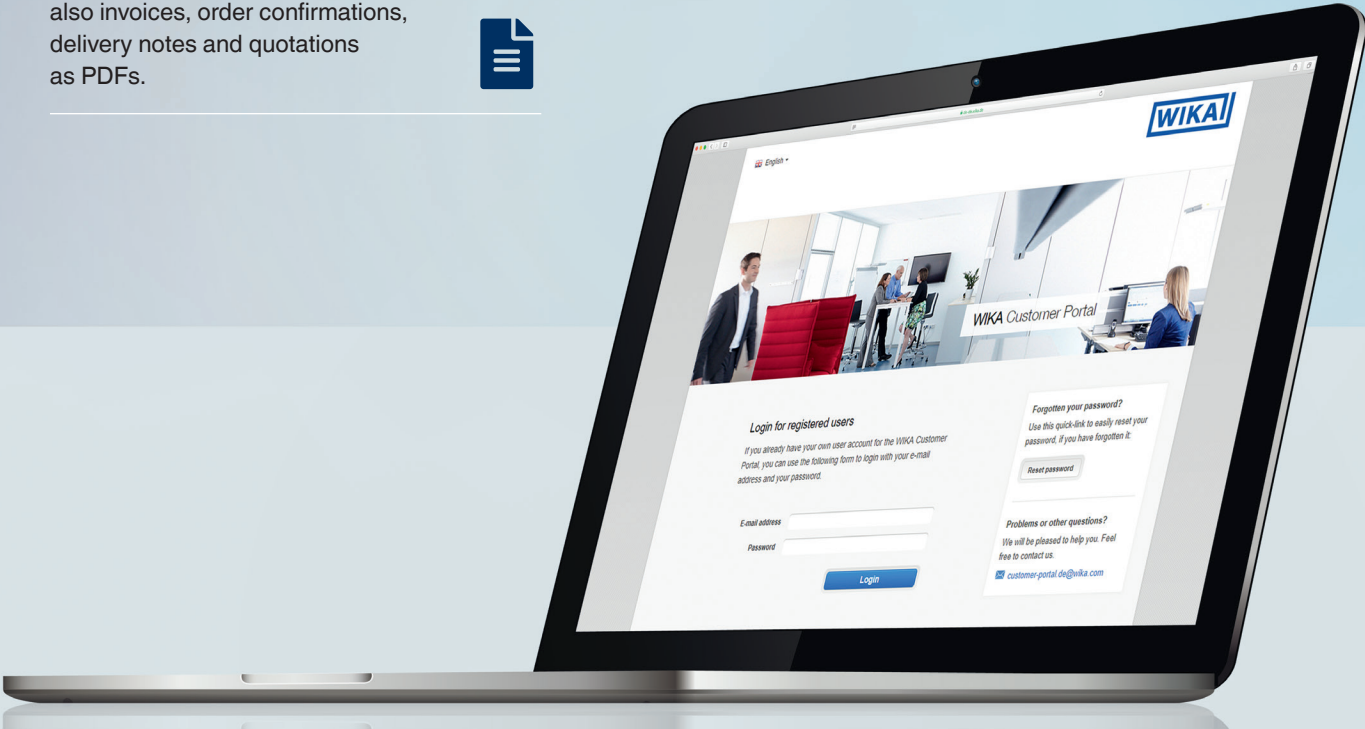 also invoices, order confirmations,
delivery notes and quotations
as PDFs.
WIKA
English
WIKA Customer Portal
Login for registered users
If you already have your own user account for the WIKA Customer
Portal, you can use the following form to login with your e-mail
address and your password.
E-mail address
Password
Login
Forgotten your password?
Use this quick-link to easily reset your
password, if you have forgotten it:
Reset password
Problems or other questions?
We will be pleased to help you. Feel
free to contact us.
customer-portal.de@wika.com